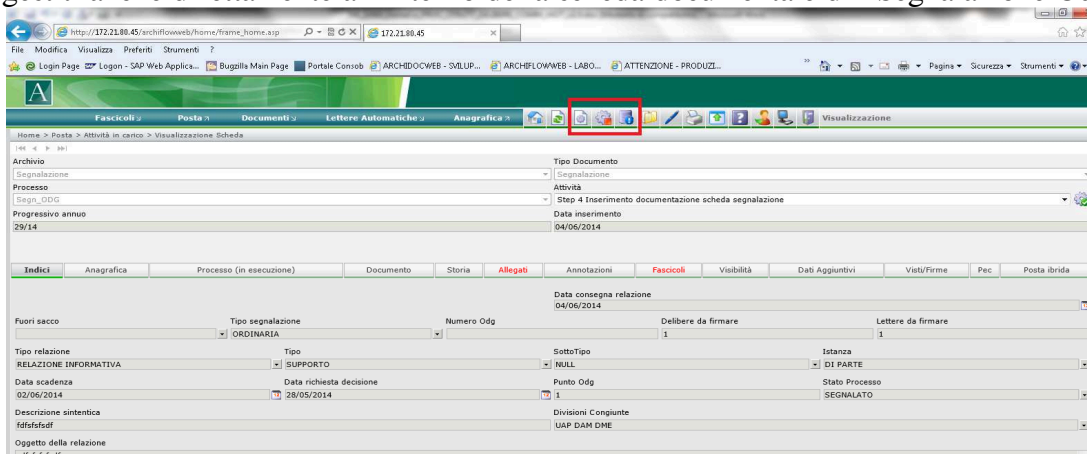 http://172.21.80.45/archiflowweb/home/frame_home.asp 172.21.80.45
File Modifica Visualizza Preferiti Strumenti ?
Login Page Logon - SAP Web Applica... Bugzilla Main Page Portale Consob ARCHIDOCWEB - SVILUP... ARCHIFLOWWEB - LABO... ATTENZIONE - PRODUZI... » Pagina Sicurezza Strumenti
A
Fascicoli Posta Documenti Lettere Automatiche Anagrafica Visualizzazione
Home > Posta > Attività in carico > Visualizzazione Scheda
Archivio Tipo Documento
Segnalazione Segnalazione
Processo Attività
Segn_ODG Step 4 Inserimento documentazione scheda segnalazione
Progressivo annuo Data inserimento
29/14 04/06/2014
Indici Anagrafica Processo (in esecuzione) Documento Storia Allegati Annotazioni Fascicoli Visibilità Dati Aggiuntivi Visti/Firme Pec Posta ibrida
Data consegna relazione
04/06/2014
Fuori sacco Tipo segnalazione Numero Odg Delibere da firmare Lettere da firmare
ORDINARIA 1 1
Tipo relazione Tipo SottoTipo Istanza
RELAZIONE INFORMATIVA SUPPORTO NULL DI PARTE
Data scadenza Data richiesta decisione Punto Odg Stato Processo
02/06/2014 28/05/2014 1 SEGNALATO
Descrizione sintetica Divisioni Congiunte
fdfsfsfsdf UAP DAM DME
Oggetto della relazione